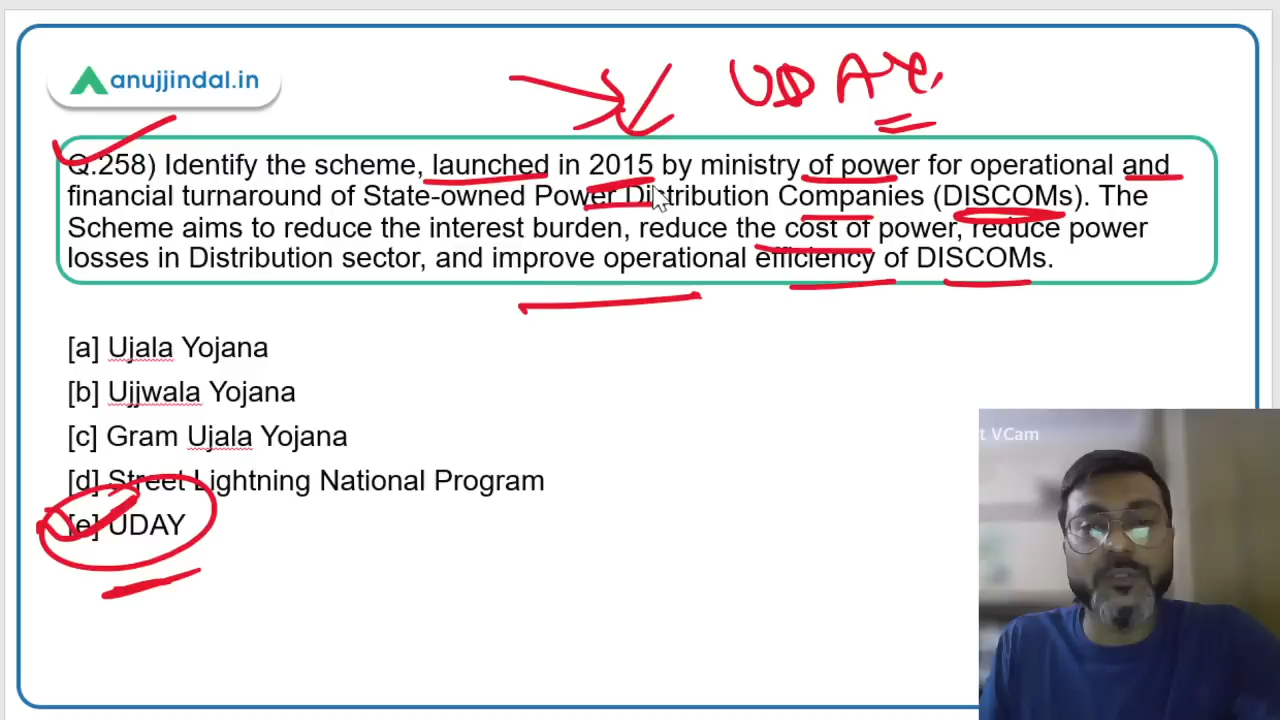 anujjindal.in
UDAY.
Q.258) Identify the scheme, launched in 2015 by ministry of power for operational and
financial turnaround of State-owned Power Distribution Companies (DISCOMs). The
Scheme aims to reduce the interest burden, reduce the cost of power, reduce power
losses in Distribution sector, and improve operational efficiency of DISCOMs.
[a] Ujala Yojana
[b] Ujjwala Yojana
[c] Gram Ujala Yojana
[d] Street Lightning National Program
[e] UDAY
VCam